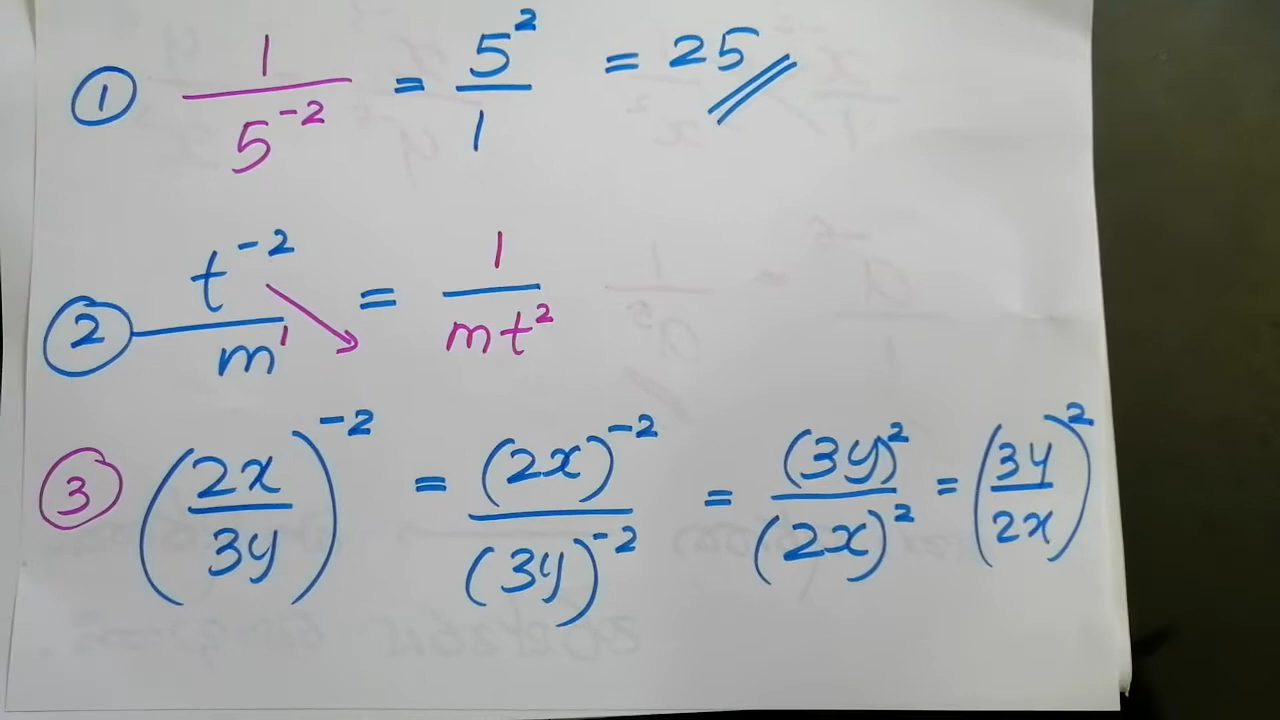 ① 1/5⁻² = 5²/1 = 25
② t⁻²/m¹ = 1/mt²
③ (2x/3y)⁻² = (2x)⁻²/(3y)⁻² = (3y)²/(2x)² = (3y/2x)²